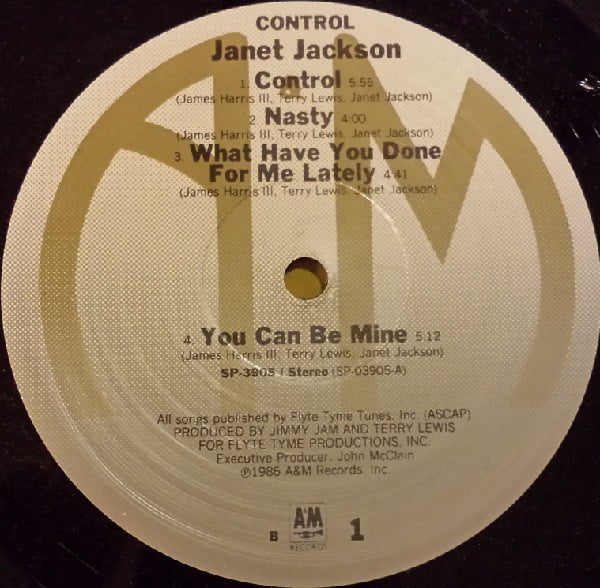 CONTROL
Janet Jackson
1. Control 5:55
(James Harris III, Terry Lewis, Janet Jackson)
2. Nasty 4:00
(James Harris III, Terry Lewis, Janet Jackson)
3. What Have You Done
For Me Lately 4:41
(James Harris III, Terry Lewis, Janet Jackson)
4. You Can Be Mine 5:12
(James Harris III, Terry Lewis, Janet Jackson)
SP-3905 / Stereo (SP-03905-A)
All songs published by Flyte Tyme Tunes, Inc. (ASCAP)
PRODUCED BY JIMMY JAM AND TERRY LEWIS
FOR FLYTE TYME PRODUCTIONS, INC.
Executive Producer: John McClain
℗1986 A&M Records, Inc.
B A&M RECORDS 1